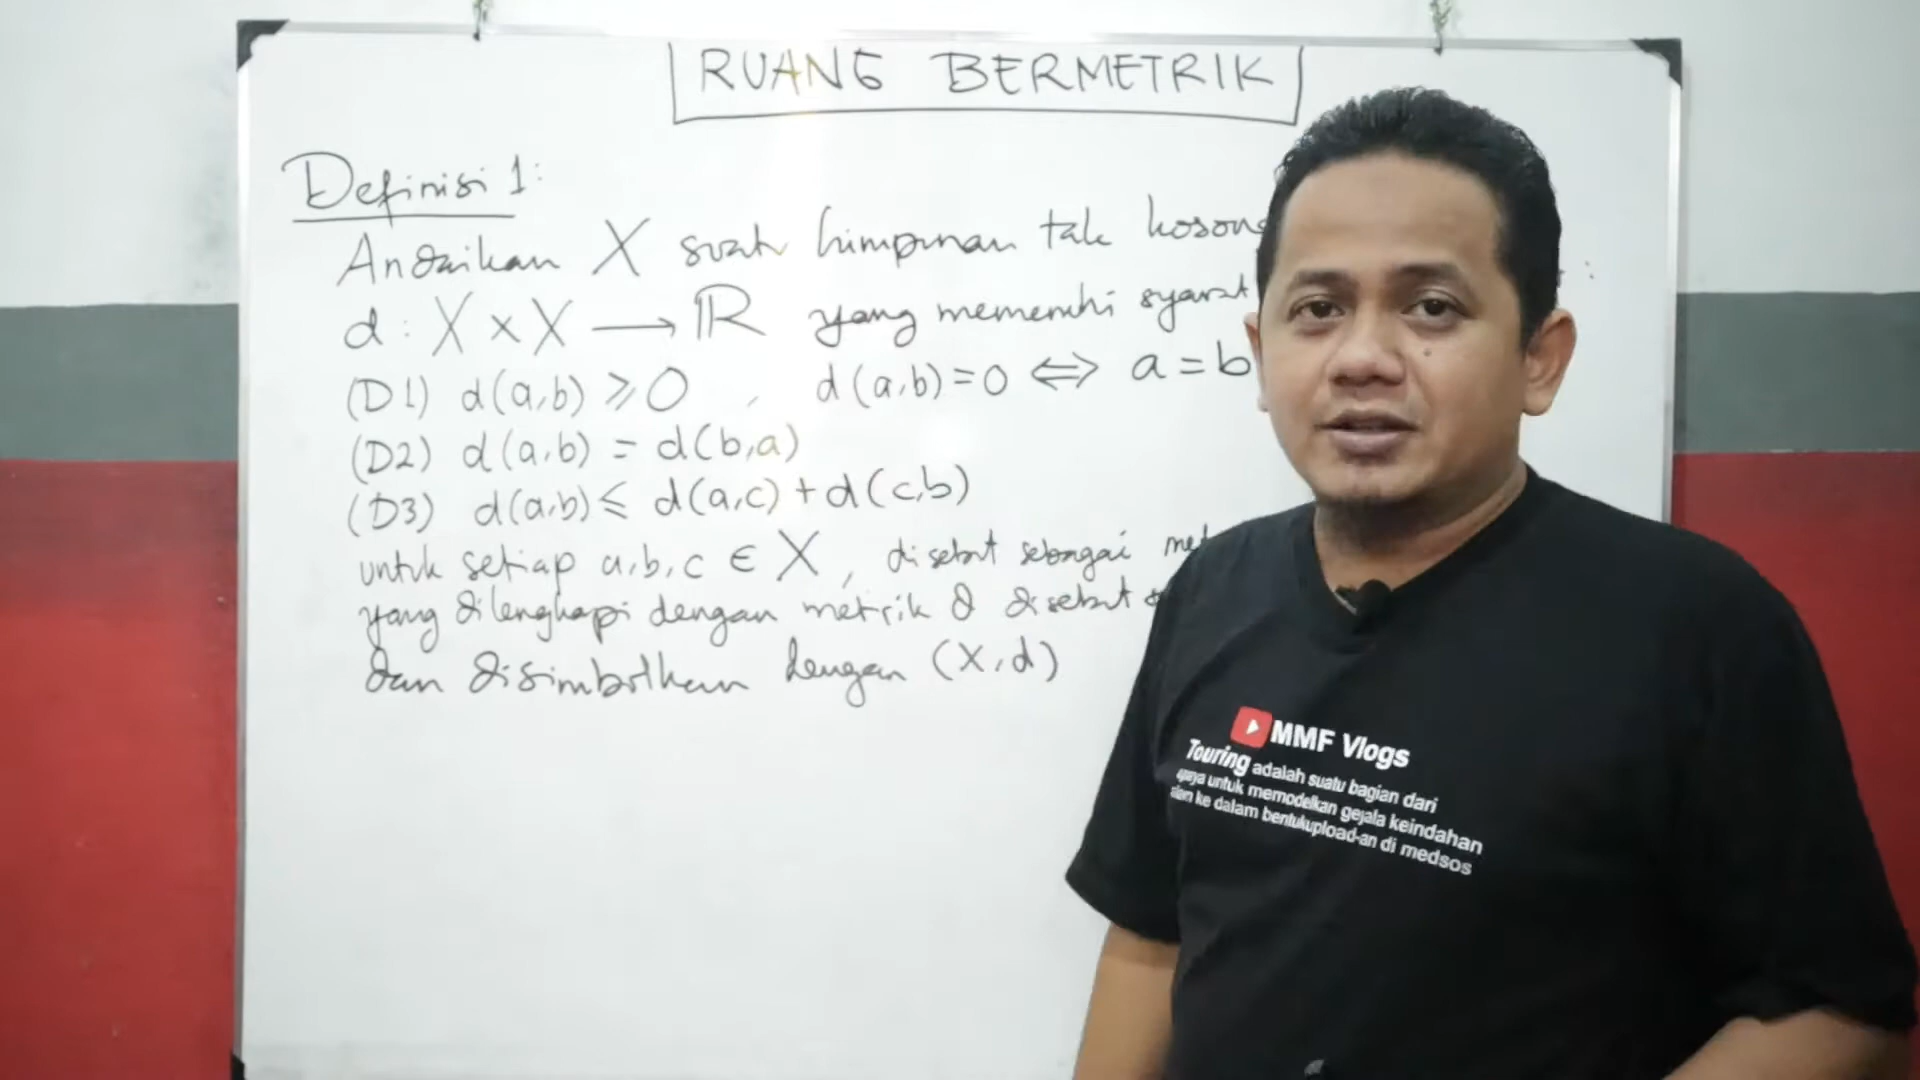 RUANG BERMETRIK
Definisi 1:
Andaikan X suatu himpunan tak kosong
d : X × X → ℝ yang memenuhi syarat :
(D1) d(a,b) ≥ 0 , d(a,b)=0 ⇔ a=b
(D2) d(a,b) = d(b,a)
(D3) d(a,b) ≤ d(a,c) + d(c,b)
untuk setiap a,b,c ∈ X , disebut sebagai
yang dilengkapi dengan metrik d disebut
dan disimbolkan dengan (X,d)
MMF Vlogs
Touring adalah suatu bagian dari
upaya untuk memodelkan gejala keindahan
alam ke dalam bentukupload-an di medsos